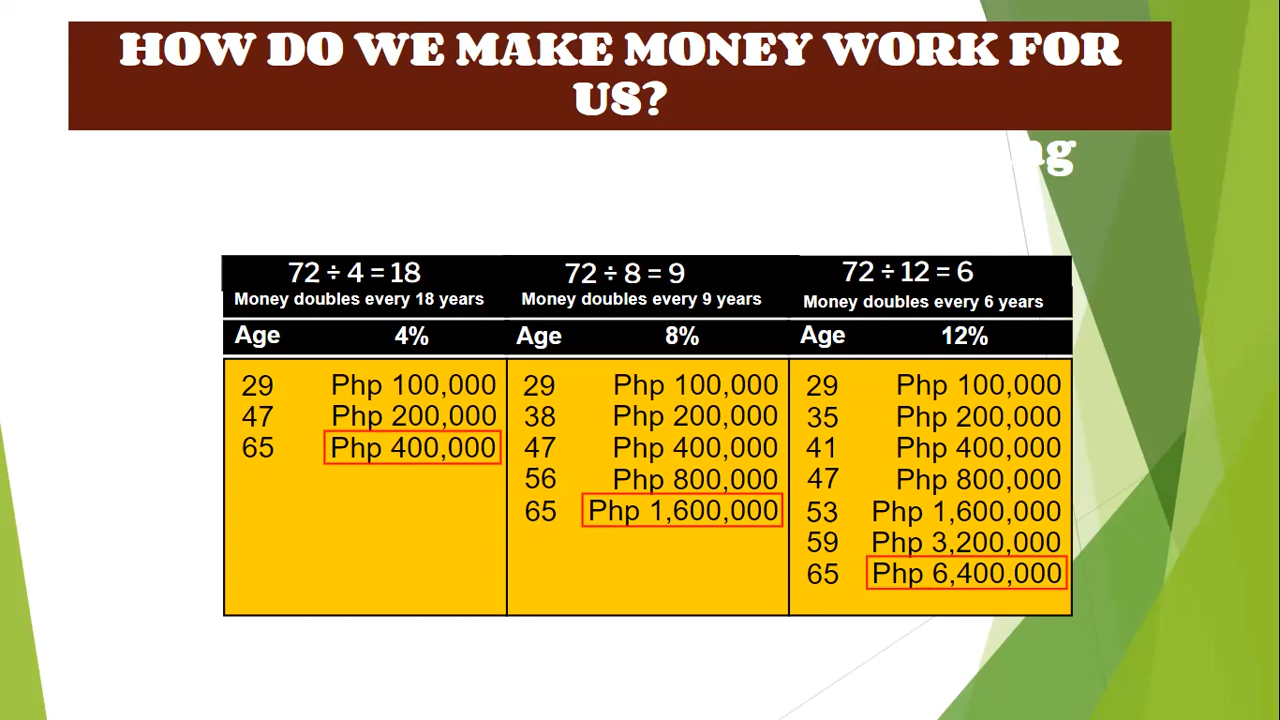 HOW DO WE MAKE MONEY WORK FOR
US?
72 ÷ 4 = 18 72 ÷ 8 = 9 72 ÷ 12 = 6
Money doubles every 18 years Money doubles every 9 years Money doubles every 6 years
Age 4% Age 8% Age 12%
29 Php 100,000 29 Php 100,000 29 Php 100,000
47 Php 200,000 38 Php 200,000 35 Php 200,000
65 Php 400,000 47 Php 400,000 41 Php 400,000
56 Php 800,000 47 Php 800,000
65 Php 1,600,000 53 Php 1,600,000
59 Php 3,200,000
65 Php 6,400,000